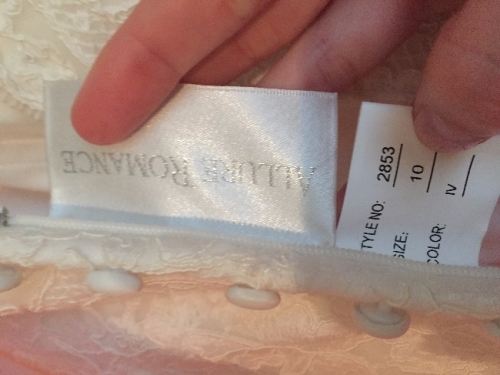 ALLURE ROMANCE
TYLE NO: 2853
SIZE: 10
COLOR: IV